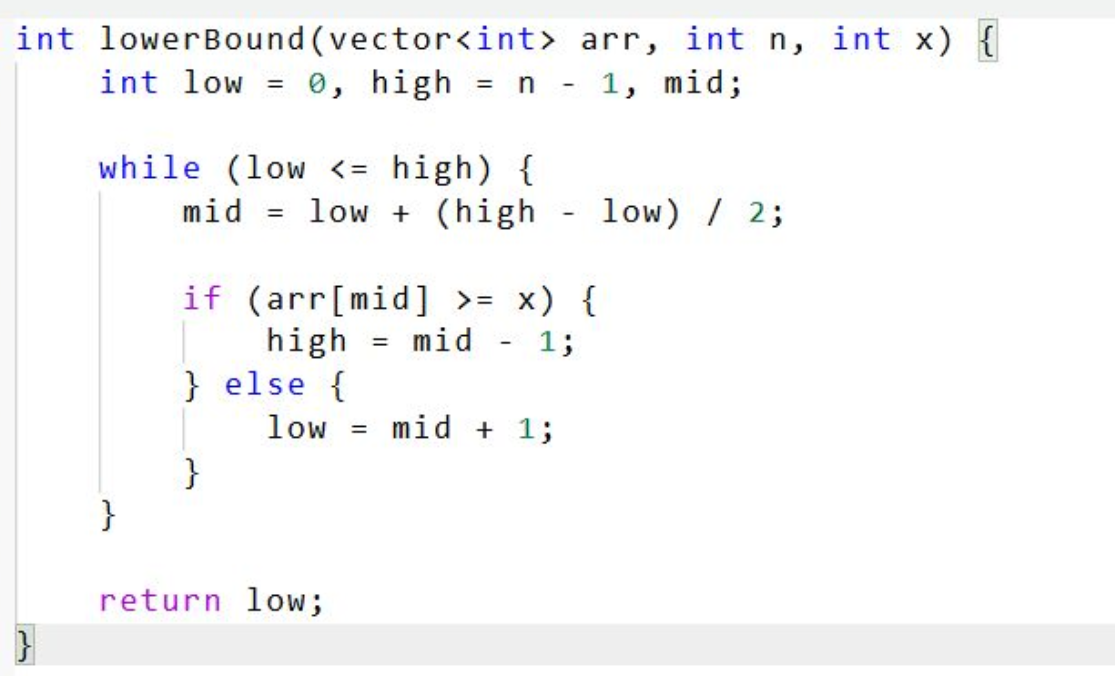 int lowerBound(vector<int> arr, int n, int x) {
    int low = 0, high = n - 1, mid;
    while (low <= high) {
        mid = low + (high - low) / 2;
        if (arr[mid] >= x) {
            high = mid - 1;
        } else {
            low = mid + 1;
        }
    }
    return low;
}